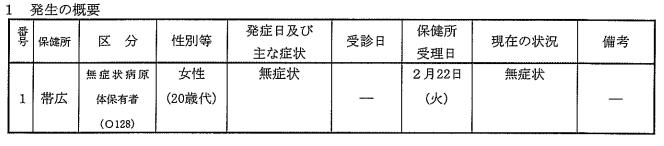 1 発生の概要
番号 保健所 区分 性別等 発症日及び主な症状 受診日 保健所受理日 現在の状況 備考
1 帯広 無症状病原体保有者(O128) 女性(20歳代) 無症状 ― 2月22日(火) 無症状 ―